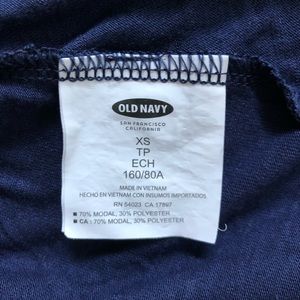 OLD NAVY
SAN FRANCISCO
CALIFORNIA
XS
TP
ECH
160/80A
MADE IN VIETNAM
HECHO EN VIETNAM CON INSUMOS IMPORTADOS
RN 54023 CA 17897
70% MODAL, 30% POLYESTER
CA : 70% MODAL, 30% POLYESTER